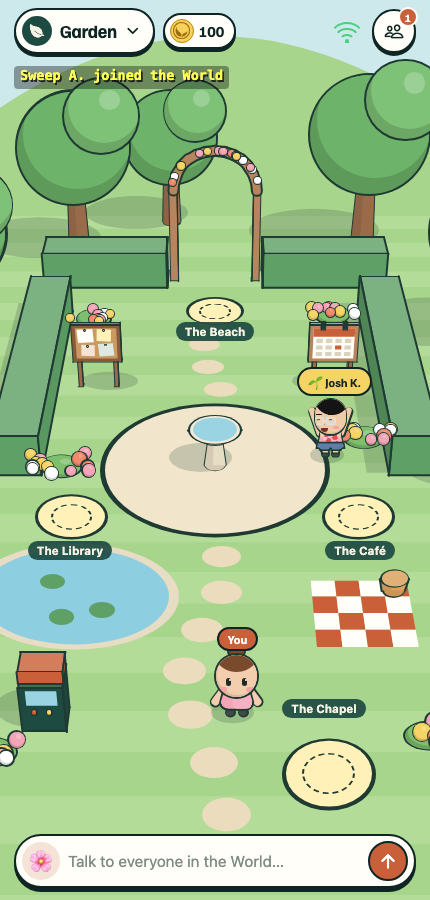 Garden
100
1
Sweep A. joined the World
The Beach
🌱 Josh K.
The Library
The Café
You
The Chapel
Talk to everyone in the World...